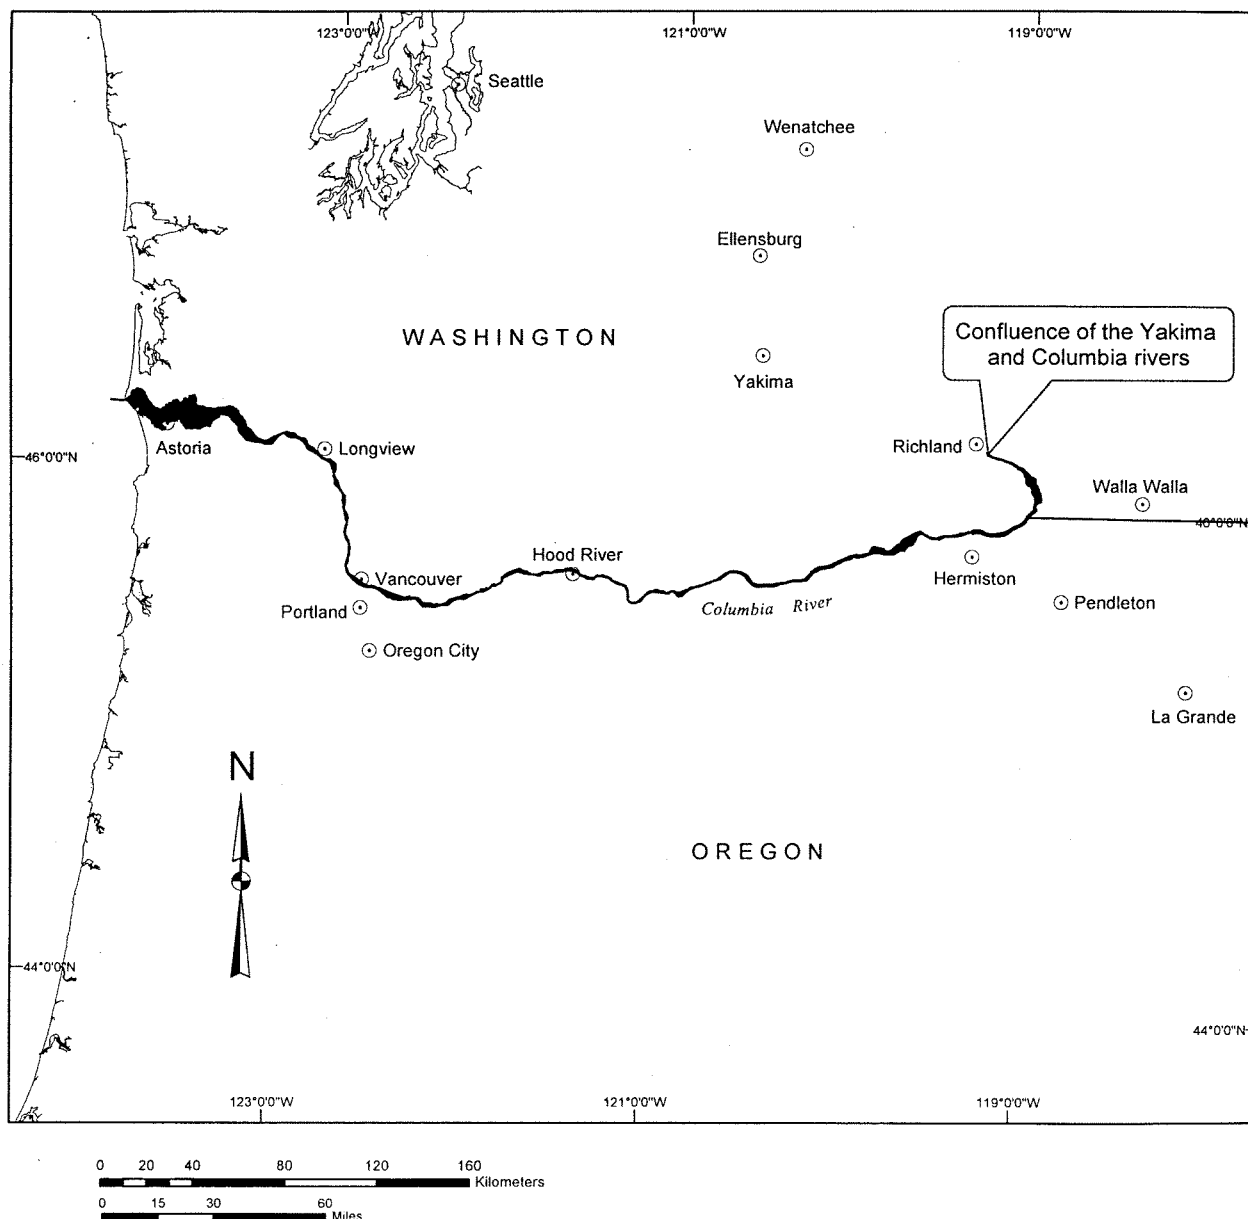 123°0'0"W
121°0'0"W
119°0'0"W
Seattle
Wenatchee
Ellensburg
WASHINGTON
Confluence of the Yakima
and Columbia rivers
Yakima
Astoria
Longview
Richland
46°0'0"N
Walla Walla
46°0'0"N
Hood River
Vancouver
Hermiston
Portland
Columbia River
Pendleton
Oregon City
La Grande
N
OREGON
44°0'0"N
44°0'0"N
123°0'0"W
121°0'0"W
119°0'0"W
0 20 40 80 120 160
Kilometers
0 15 30 60
Miles